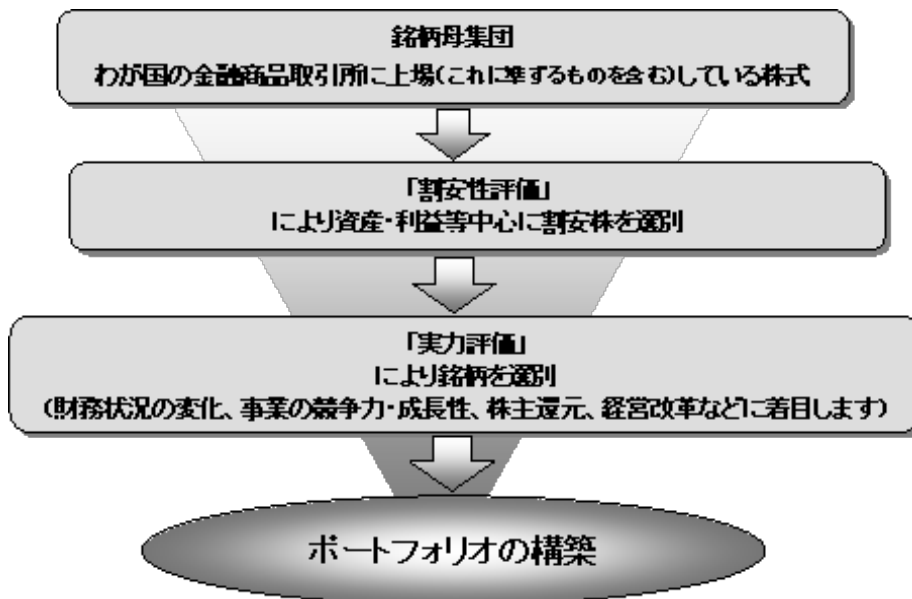 銘柄母集団
わが国の金融商品取引所に上場(これに準ずるものを含む)している株式
「割安性評価」
により資産・利益等中心に割安株を選別
「実力評価」
により銘柄を選別
(財務状況の変化、事業の競争力・成長性、株主還元、経営改革などに着目します)
ポートフォリオの構築